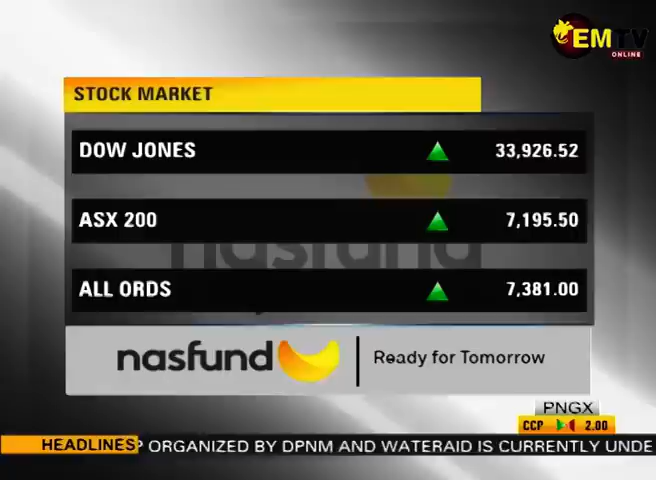 EMTV
ONLINE
STOCK MARKET
DOW JONES 33,926.52
ASX 200 7,195.50
ALL ORDS 7,381.00
nasfund
nasfund Ready for Tomorrow
PNGX
CCP 2.00
HEADLINES P ORGANIZED BY DPNM AND WATERAID IS CURRENTLY UNDE